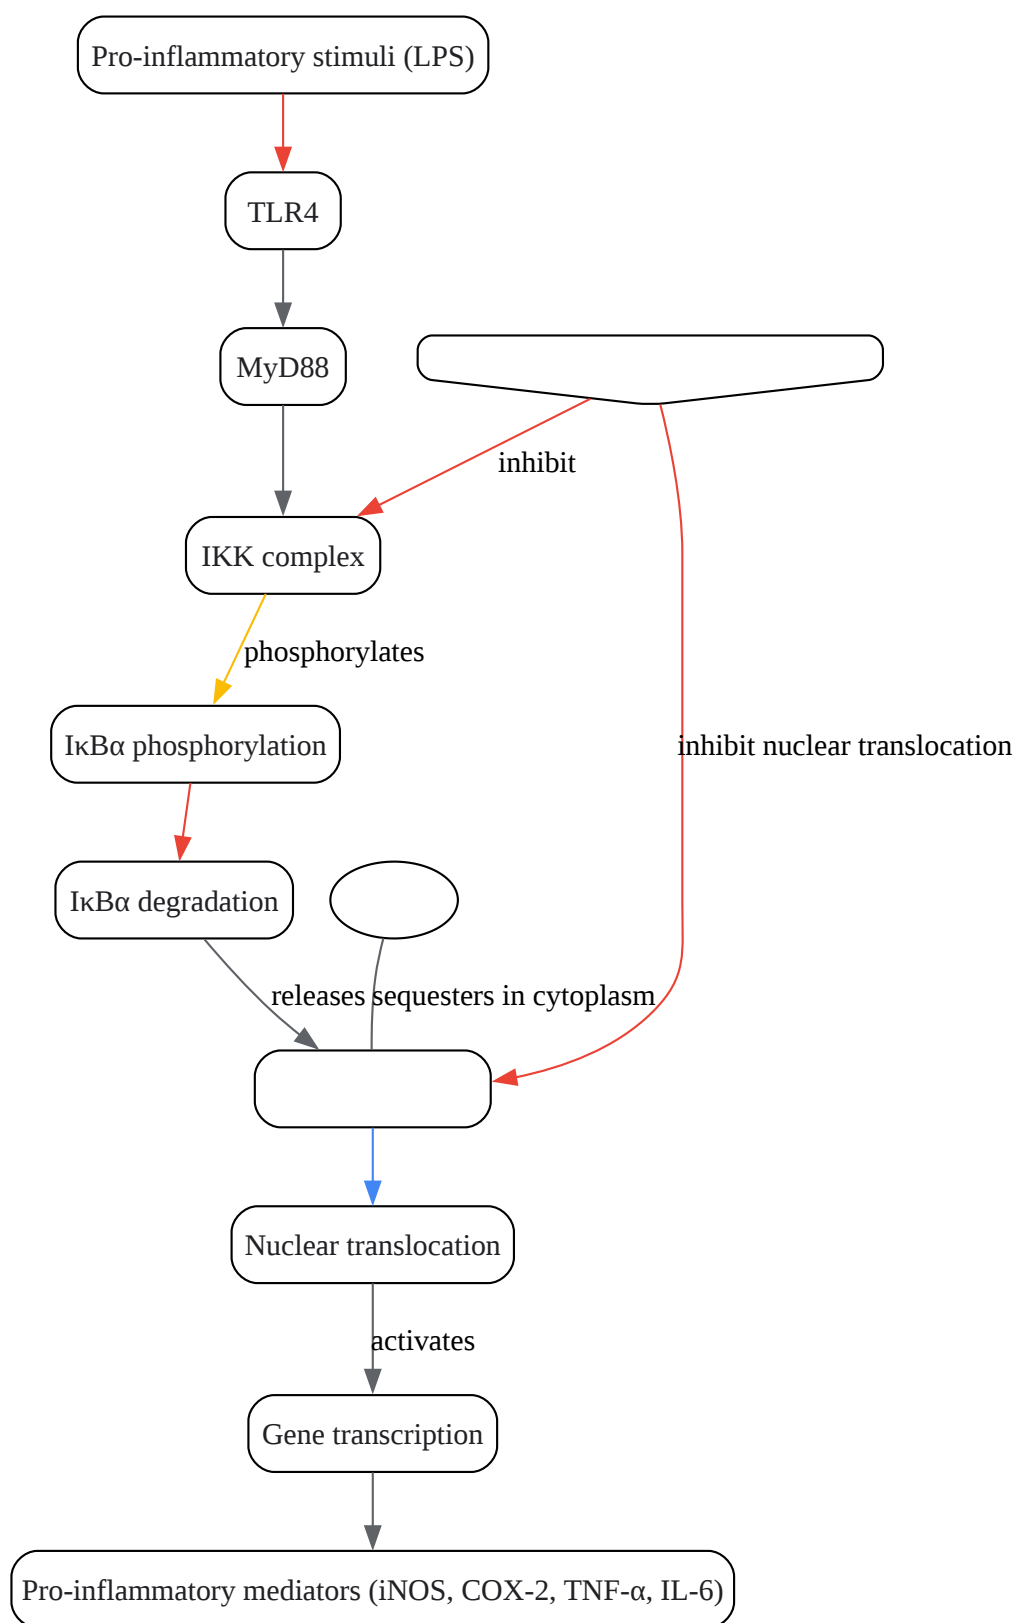 Pro-inflammatory stimuli (LPS)
TLR4
MyD88
inhibit
IKK complex
phosphorylates
IκBα phosphorylation
inhibit nuclear translocation
IκBα degradation
releases
sequesters in cytoplasm
Nuclear translocation
activates
Gene transcription
Pro-inflammatory mediators (iNOS, COX-2, TNF-α, IL-6)